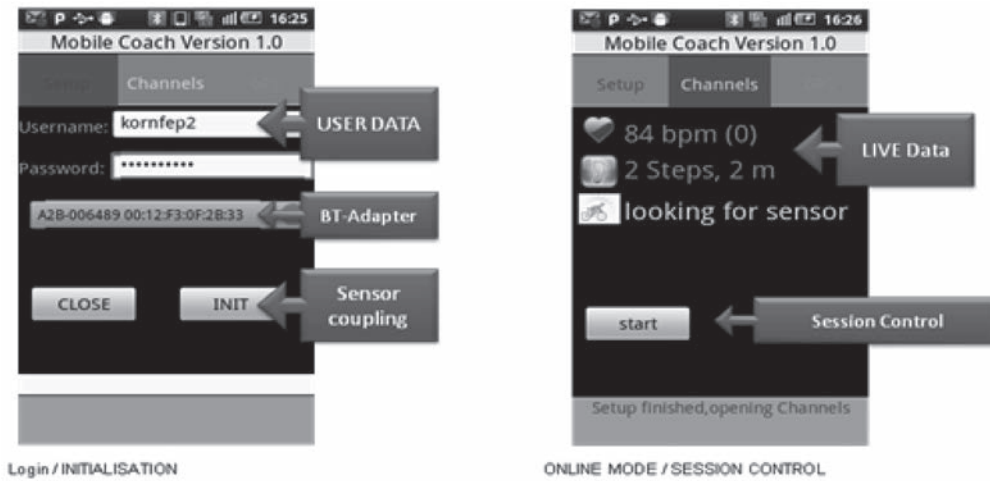 16:25
Mobile Coach Version 1.0
Setup Channels
Username: kornfep2
USER DATA
Password: ••••••••••
A2B-006489 00:12:F3:0F:2B:33
BT-Adapter
CLOSE INIT
Sensor
coupling
Login / INITIALISATION
P 16:26
Mobile Coach Version 1.0
Setup Channels
84 bpm (0)
LIVE Data
2 Steps, 2 m
looking for sensor
start
Session Control
Setup finished,opening Channels
ONLINE MODE / SESSION CONTROL